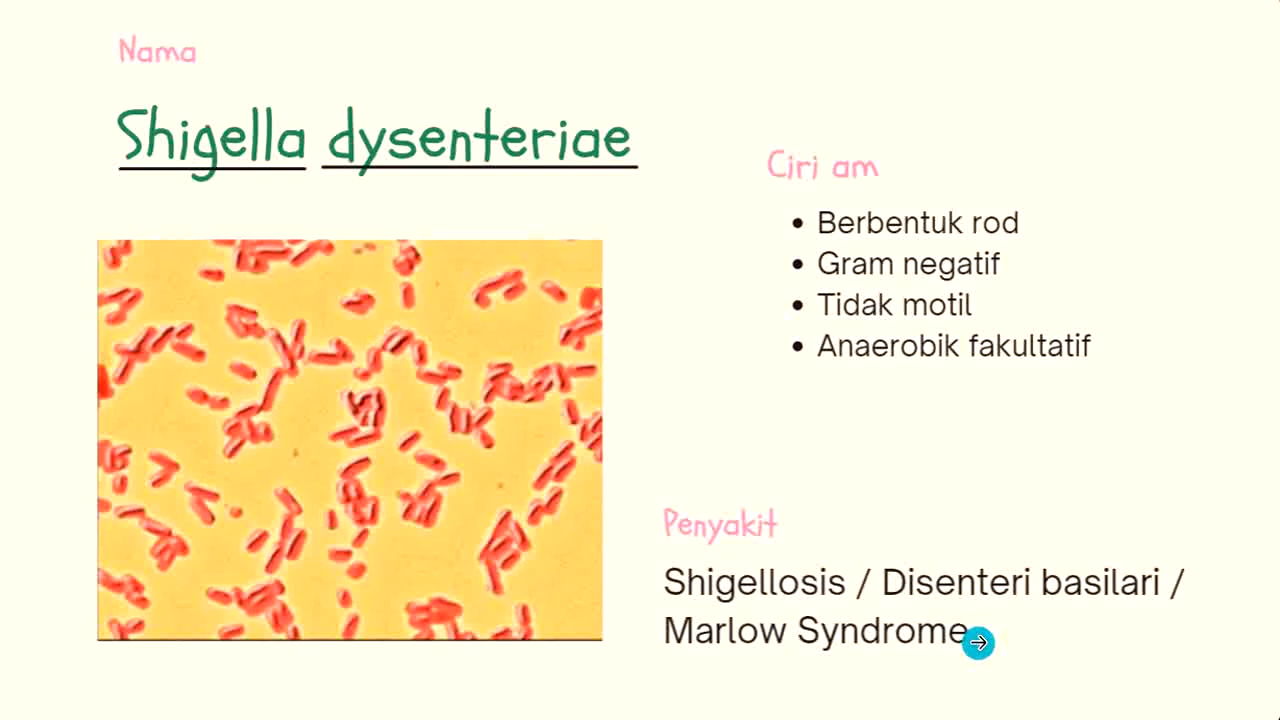 Nama
Shigella dysenteriae
Ciri am
• Berbentuk rod
• Gram negatif
• Tidak motil
• Anaerobik fakultatif
Penyakit
Shigellosis / Disenteri basilari /
Marlow Syndrome